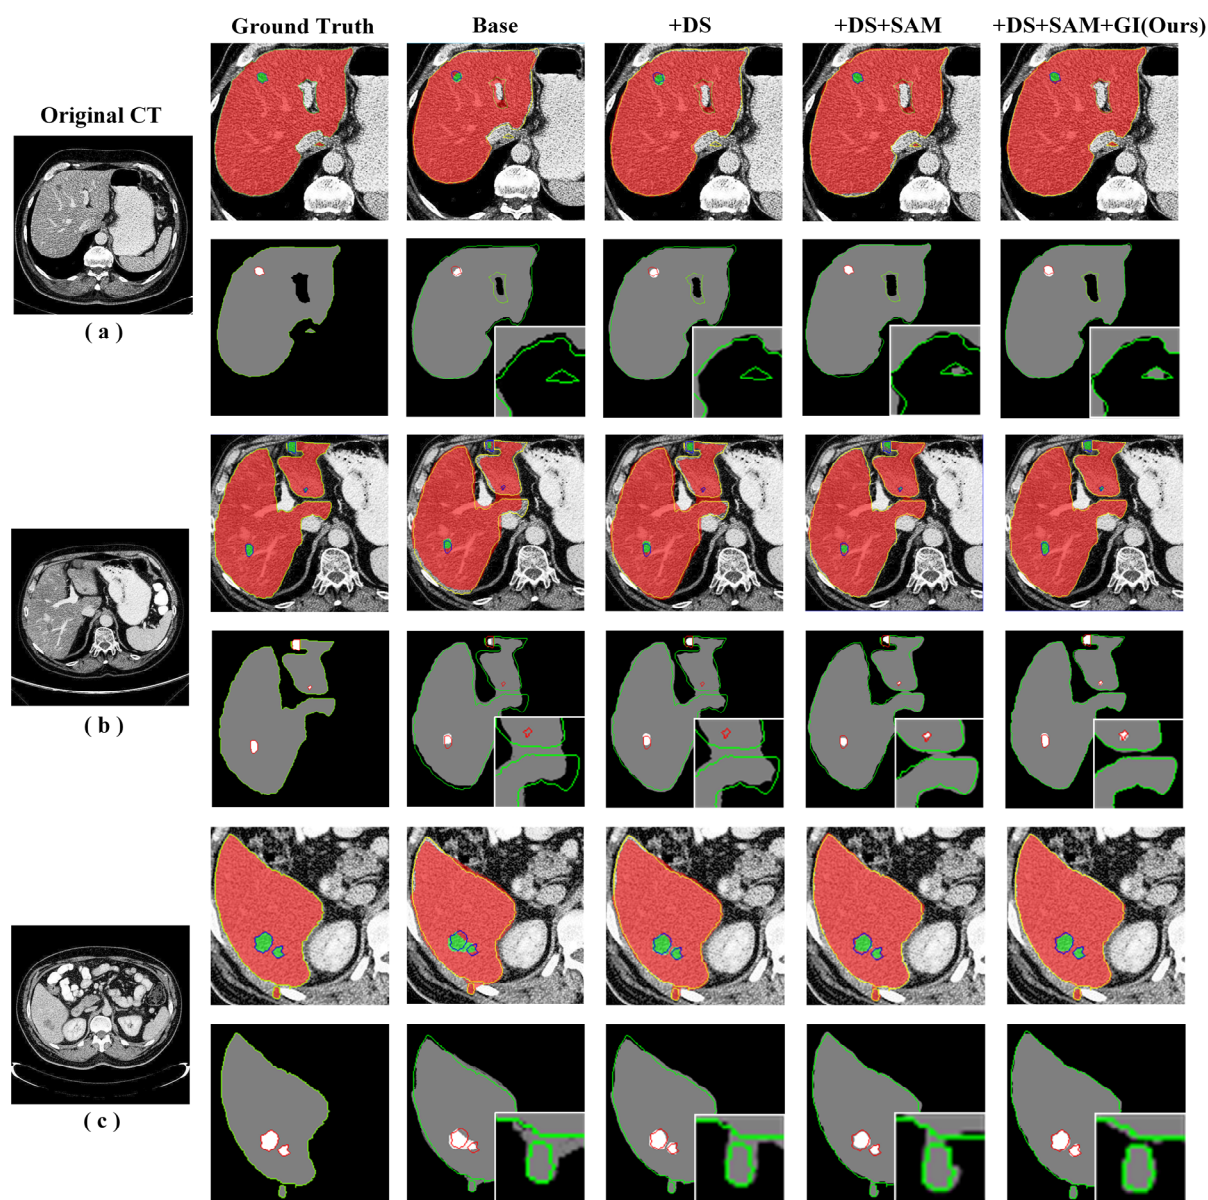 Ground Truth
Base
+DS
+DS+SAM
+DS+SAM+GI(Ours)
Original CT
( a )
( b )
( c )